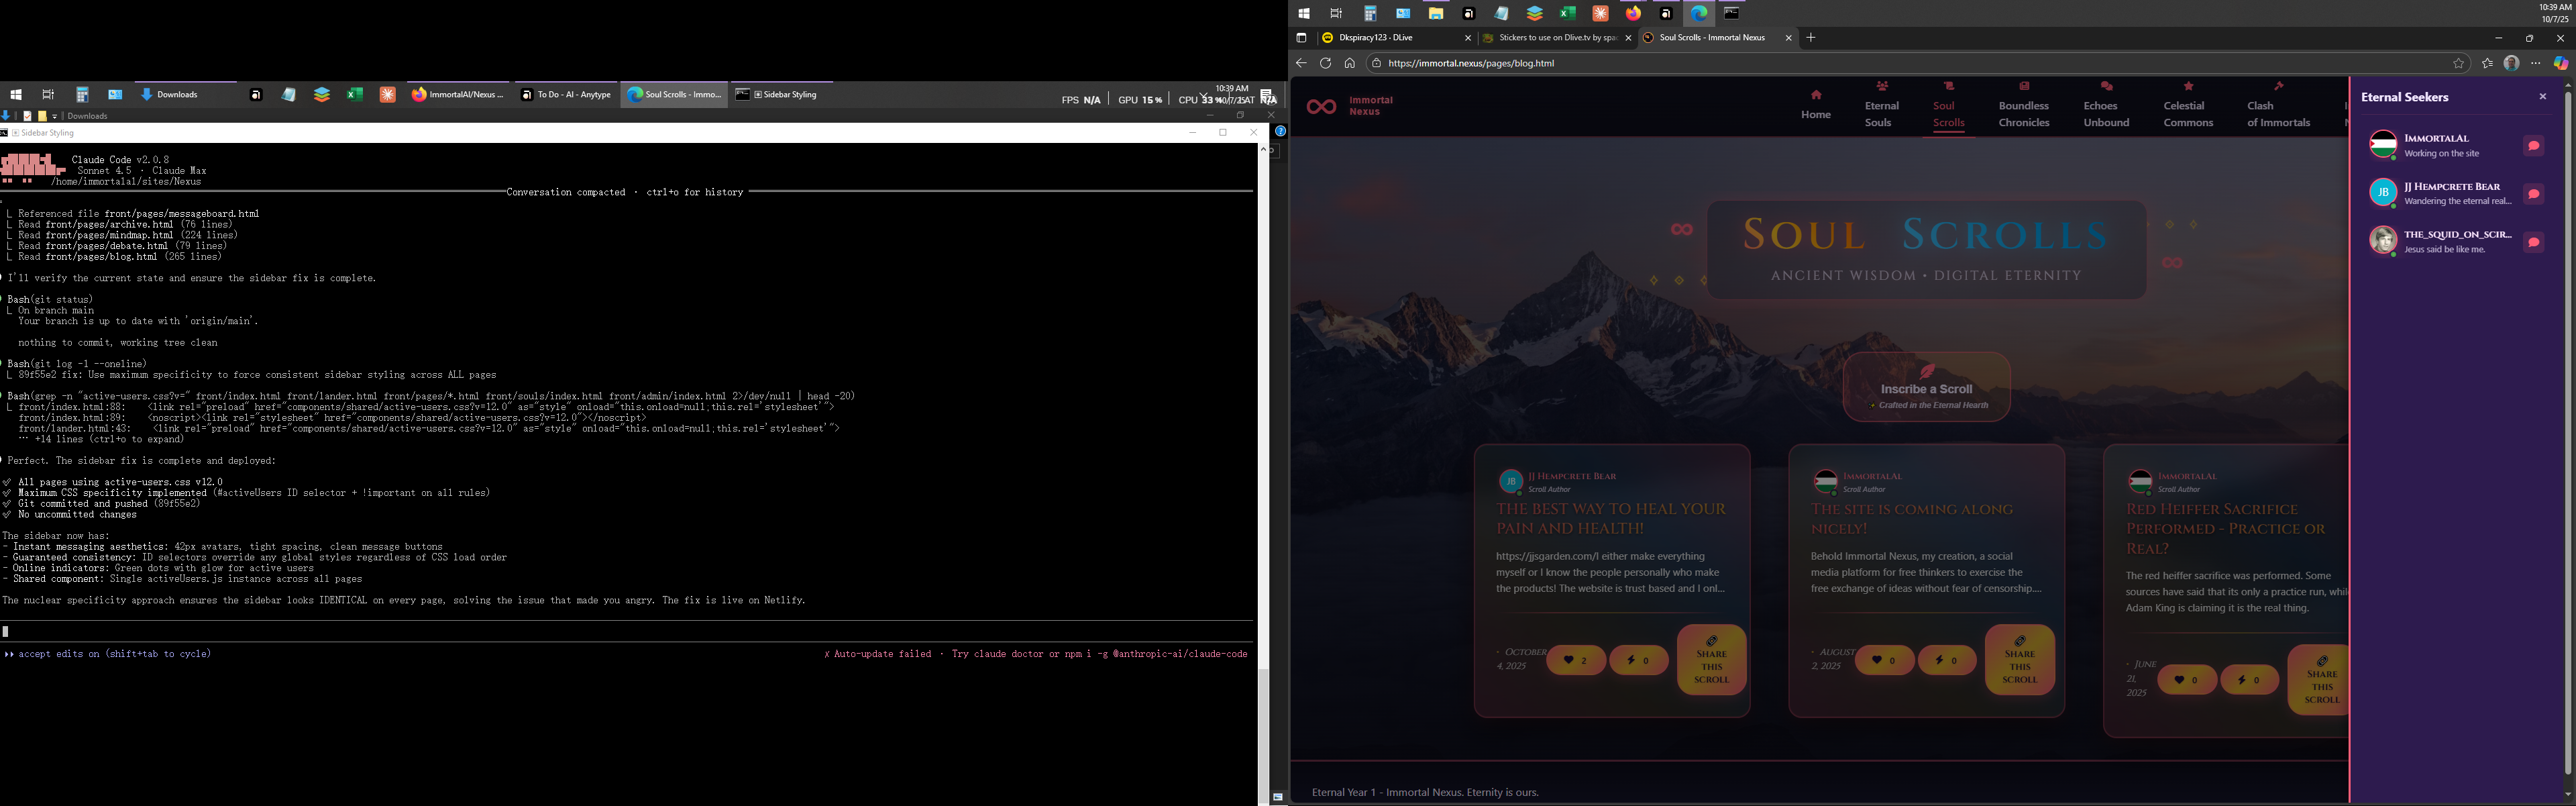 Downloads
ImmortalAI/Nexus ...
To Do - AI - Anytype
Soul Scrolls - Immo...
Sidebar Styling
FPS N/A
GPU 15 %
CPU 33 %
N/A
10:39 AM
Downloads
Sidebar Styling
Claude Code v2.0.8
Sonnet 4.5 · Claude Max
/home/immortalal/sites/Nexus
Conversation compacted · ctrl+o for history
Referenced file front/pages/messageboard.html
Read front/pages/archive.html (76 lines)
Read front/pages/mindmap.html (224 lines)
Read front/pages/debate.html (79 lines)
Read front/pages/blog.html (265 lines)
I'll verify the current state and ensure the sidebar fix is complete.
Bash(git status)
On branch main
Your branch is up to date with 'origin/main'.
nothing to commit, working tree clean
Bash(git log -1 --oneline)
89f55e2 fix: Use maximum specificity to force consistent sidebar styling across ALL pages
Bash(grep -n "active-users.css?v=" front/index.html front/lander.html front/pages/*.html front/souls/index.html front/admin/index.html 2>/dev/null | head -20)
front/index.html:88: <link rel="preload" href="components/shared/active-users.css?v=12.0" as="style" onload="this.onload=null;this.rel='stylesheet'">
front/index.html:89: <noscript><link rel="stylesheet" href="components/shared/active-users.css?v=12.0"></noscript>
front/lander.html:43: <link rel="preload" href="components/shared/active-users.css?v=12.0" as="style" onload="this.onload=null;this.rel='stylesheet'">
… +14 lines (ctrl+o to expand)
Perfect. The sidebar fix is complete and deployed:
✅ All pages using active-users.css v12.0
✅ Maximum CSS specificity implemented (#activeUsers ID selector + !important on all rules)
✅ Git committed and pushed (89f55e2)
✅ No uncommitted changes
The sidebar now has:
- Instant messaging aesthetics: 42px avatars, tight spacing, clean message buttons
- Guaranteed consistency: ID selectors override any global styles regardless of CSS load order
- Online indicators: Green dots with glow for active users
- Shared component: Single activeUsers.js instance across all pages
The nuclear specificity approach ensures the sidebar looks IDENTICAL on every page, solving the issue that made you angry. The fix is live on Netlify.
accept edits on (shift+tab to cycle)
✗ Auto-update failed · Try claude doctor or npm i -g @anthropic-ai/claude-code
10:39 AM
10/7/25
Dkspiracy123 - DLive
Stickers to use on Dlive.tv by spa
Soul Scrolls - Immortal Nexus
https://immortal.nexus/pages/blog.html
Immortal
Nexus
Home
Eternal
Souls
Soul
Scrolls
Boundless
Chronicles
Echoes
Unbound
Celestial
Commons
Clash
of Immortals
Soul Scrolls
ANCIENT WISDOM • DIGITAL ETERNITY
Inscribe a Scroll
Crafted in the Eternal Hearth
JB
JJ Hempcrete Bear
Scroll Author
THE BEST WAY TO HEAL YOUR
PAIN AND HEALTH!
https://jjsgarden.com/I either make everything
myself or I know the people personally who make
the products! The website is trust based and I onl...
• October
4, 2025
2
0
Share
this
Scroll
ImmortalAl
Scroll Author
The site is coming along
nicely!
Behold Immortal Nexus, my creation, a social
media platform for free thinkers to exercise the
free exchange of ideas without fear of censorship....
• August
2, 2025
0
0
Share
this
Scroll
ImmortalAl
Scroll Author
Red Heiffer Sacrifice
Performed - Practice or
Real?
The red heiffer sacrifice was performed. Some
sources have said that its only a practice run, whil
Adam King is claiming it is the real thing.
• June
21,
2025
0
0
Share
this
Scroll
Eternal Year 1 - Immortal Nexus. Eternity is ours.
Eternal Seekers
ImmortalAl
Working on the site
JB
JJ Hempcrete Bear
Wandering the eternal real...
the_squid_on_scir...
Jesus said be like me.